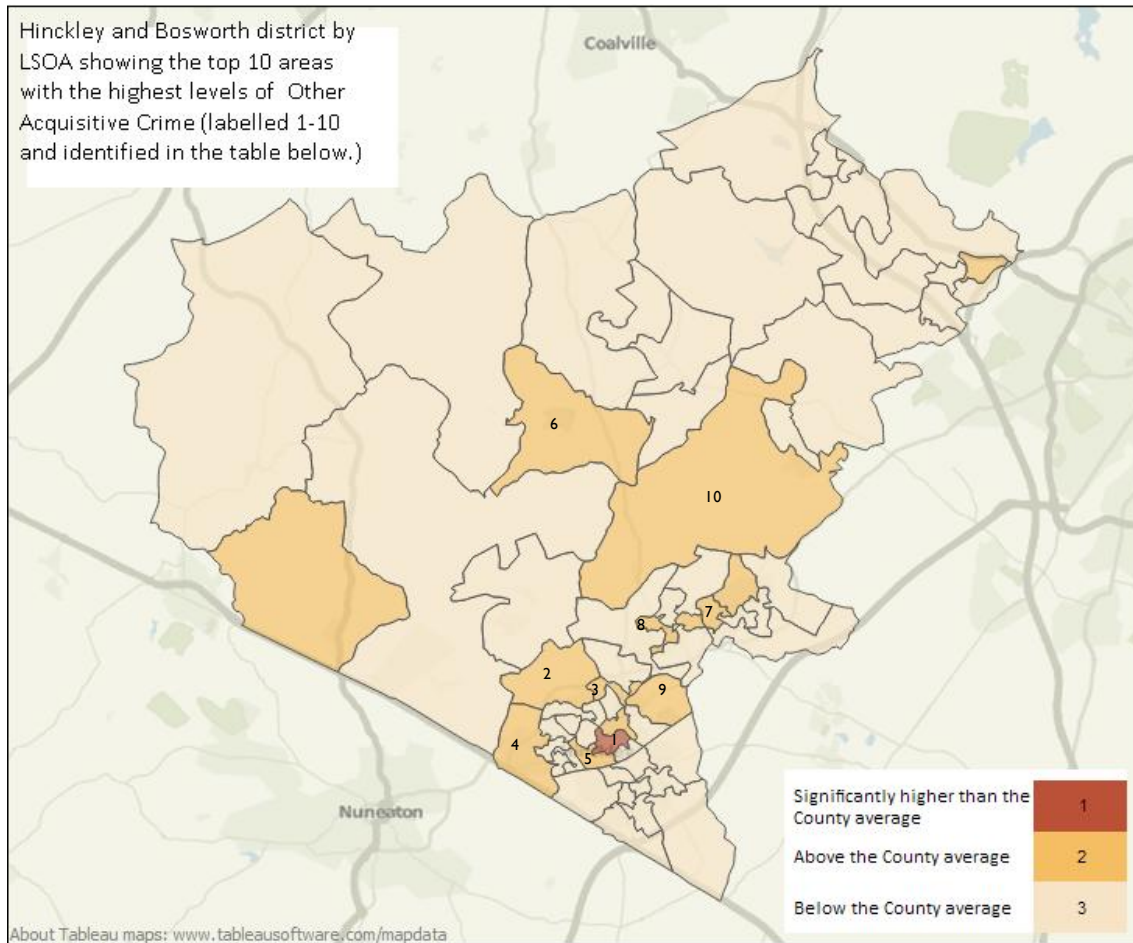 Hinckley and Bosworth district by
LSOA showing the top 10 areas
with the highest levels of Other
Acquisitive Crime (labelled 1-10
and identified in the table below.)
Coalville
6
10
7
8
2
3
9
1
4
5
Nuneaton
Significantly higher than the
County average
1
Above the County average
2
Below the County average
3
About Tableau maps: www.tableausoftware.com/mapdata